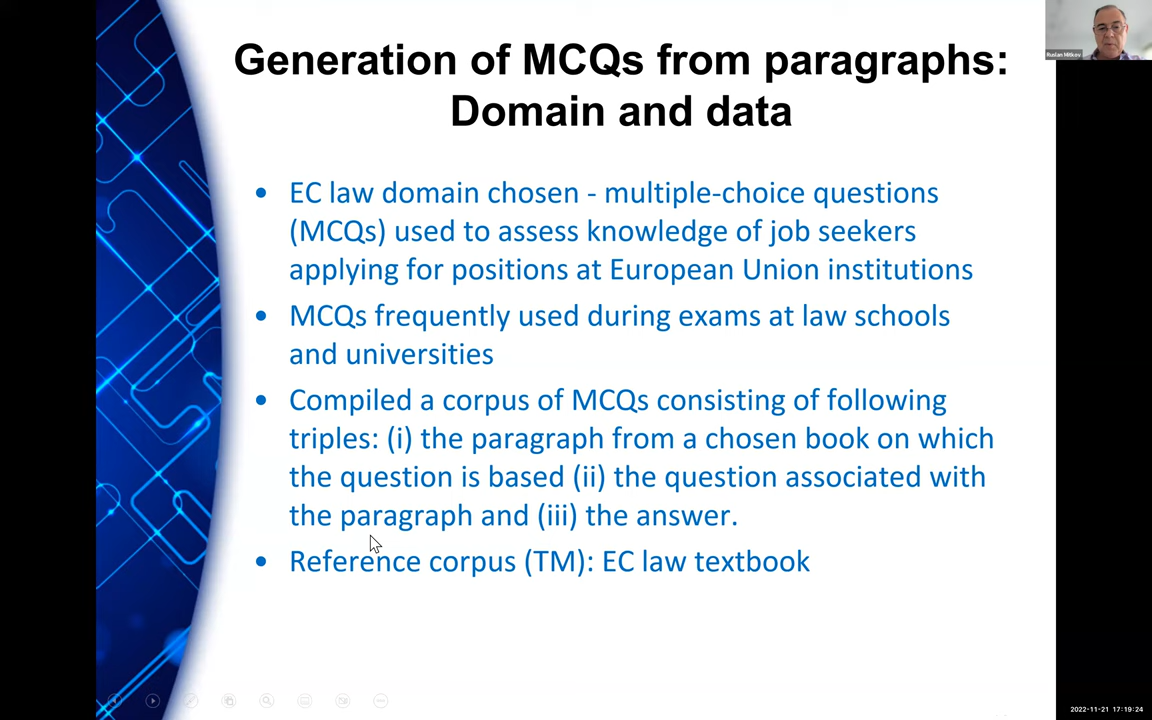 Generation of MCQs from paragraphs:
Domain and data
Ruslan Mitkov
• EC law domain chosen - multiple-choice questions
(MCQs) used to assess knowledge of job seekers
applying for positions at European Union institutions
• MCQs frequently used during exams at law schools
and universities
• Compiled a corpus of MCQs consisting of following
triples: (i) the paragraph from a chosen book on which
the question is based (ii) the question associated with
the paragraph and (iii) the answer.
• Reference corpus (TM): EC law textbook
2022-11-21 17:19:24